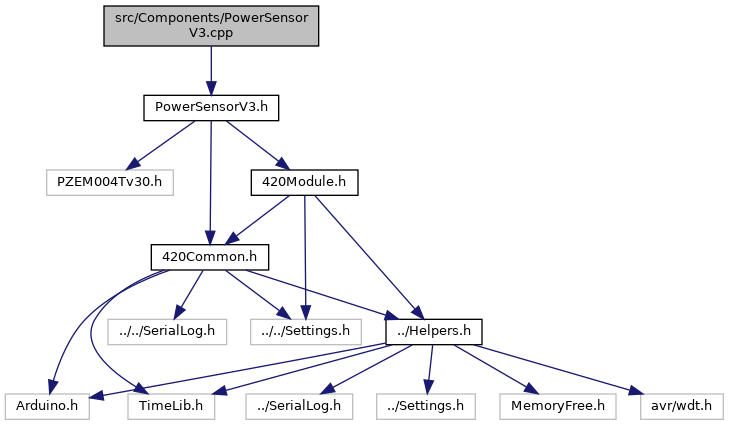 src/Components/PowerSensor
V3.cpp
PowerSensorV3.h
PZEM004Tv30.h
420Module.h
420Common.h
../../SerialLog.h
../../Settings.h
../Helpers.h
Arduino.h
TimeLib.h
../SerialLog.h
../Settings.h
MemoryFree.h
avr/wdt.h